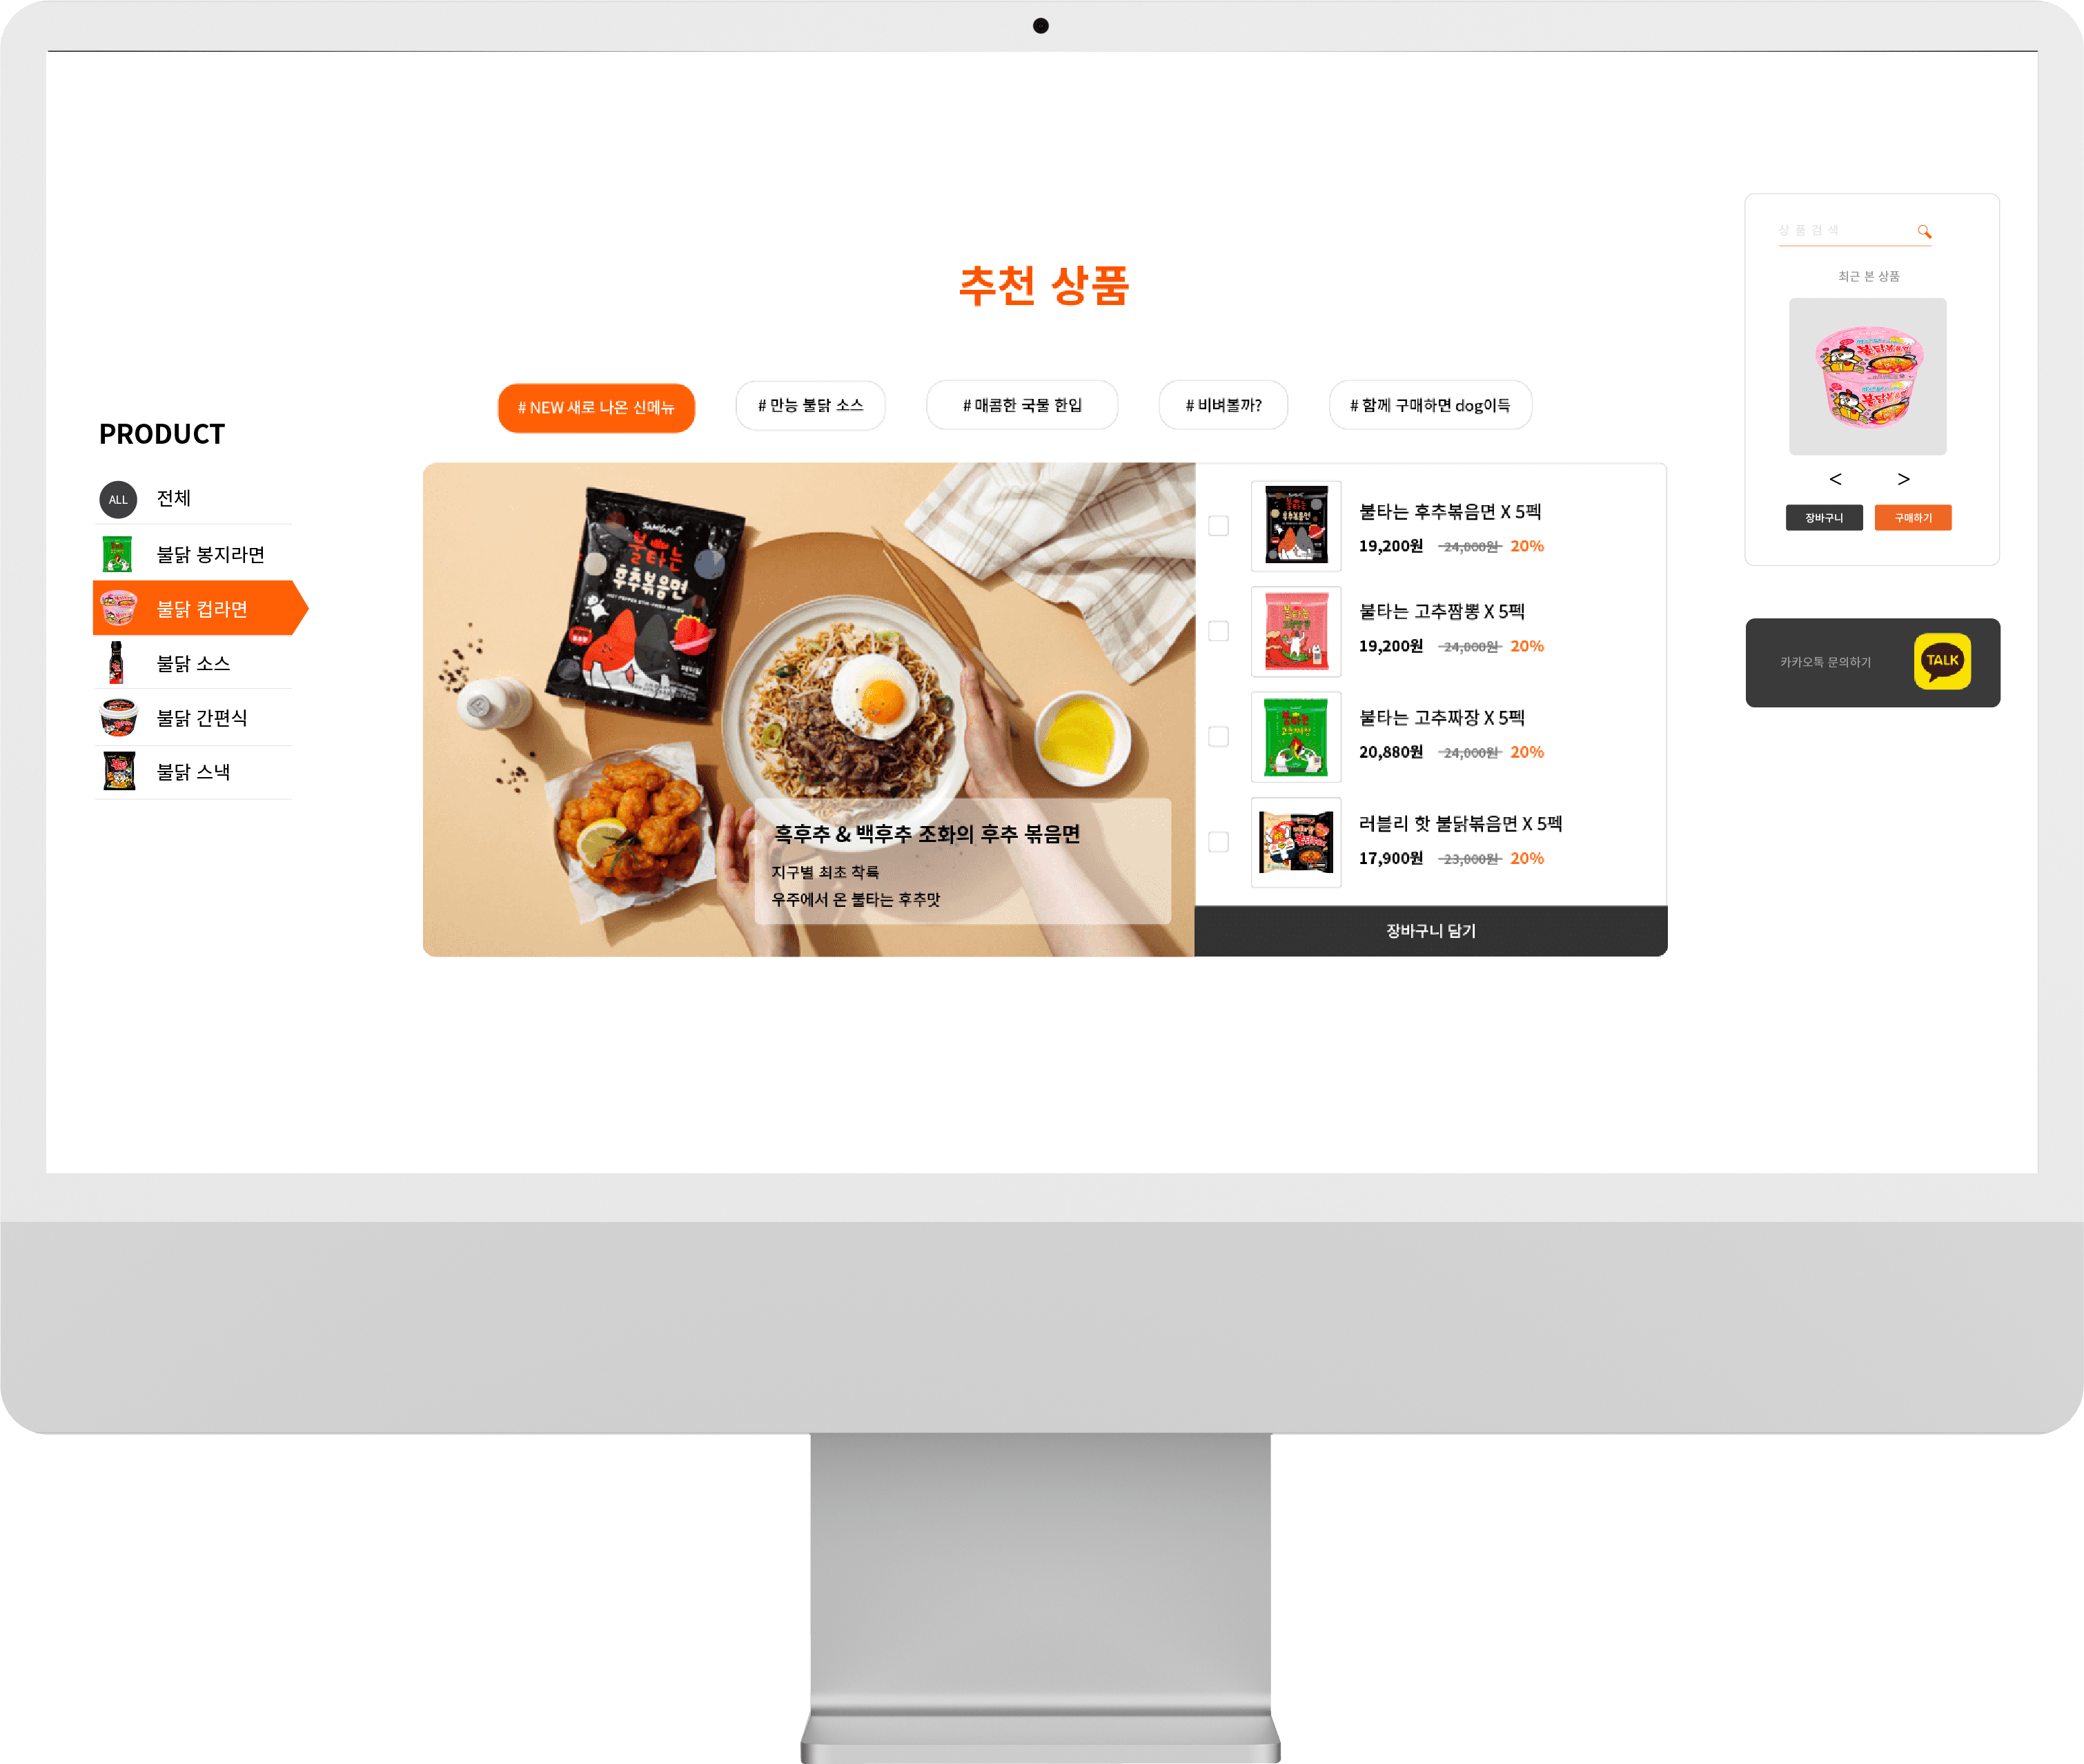 추천 상품
PRODUCT
ALL 전체
불닭 봉지라면
불닭 컵라면
불닭 소스
불닭 간편식
불닭 스낵
# NEW 새로 나온 신메뉴
# 만능 불닭 소스
# 매콤한 국물 한입
# 비벼볼까?
# 함께 구매하면 dog이득
불타는
후추볶음면
흑후추 & 백후추 조화의 후추 볶음면
지구별 최초 착륙
우주에서 온 불타는 후추맛
불타는 후추볶음면 X 5펙
19,200원 24,000원 20%
불타는 고추짬뽕 X 5펙
19,200원 24,000원 20%
불타는 고추짜장 X 5펙
20,880원 24,000원 20%
러블리 핫 불닭볶음면 X 5펙
17,900원 23,000원 20%
장바구니 담기
상품검색
최근 본 상품
불닭볶음면
< >
장바구니 구매하기
카카오톡 문의하기 TALK